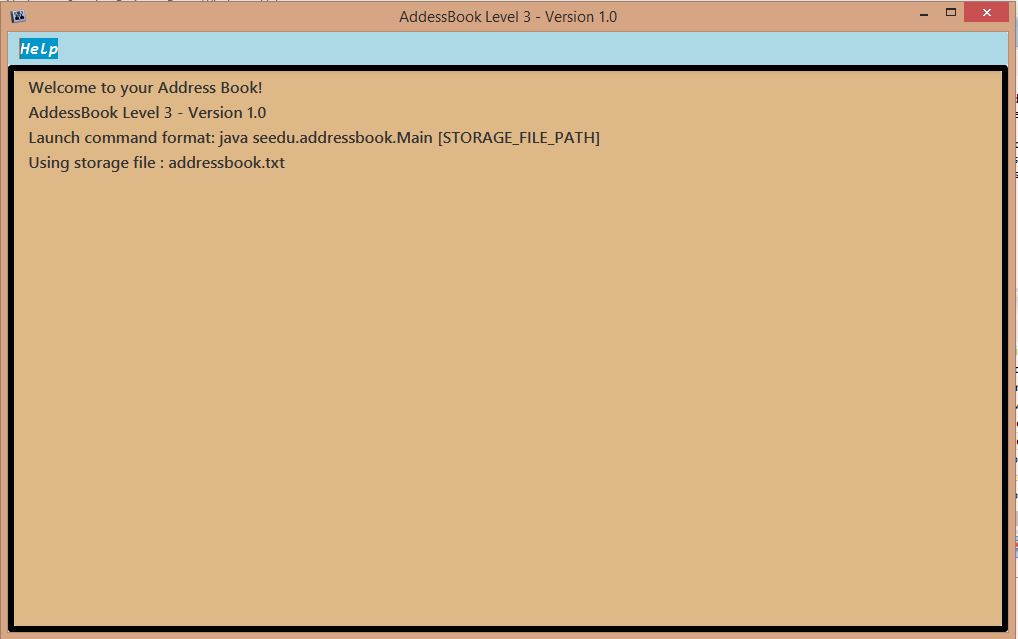 AddessBook Level 3 - Version 1.0
Help
Welcome to your Address Book!
AddessBook Level 3 - Version 1.0
Launch command format: java seedu.addressbook.Main [STORAGE_FILE_PATH]
Using storage file : addressbook.txt